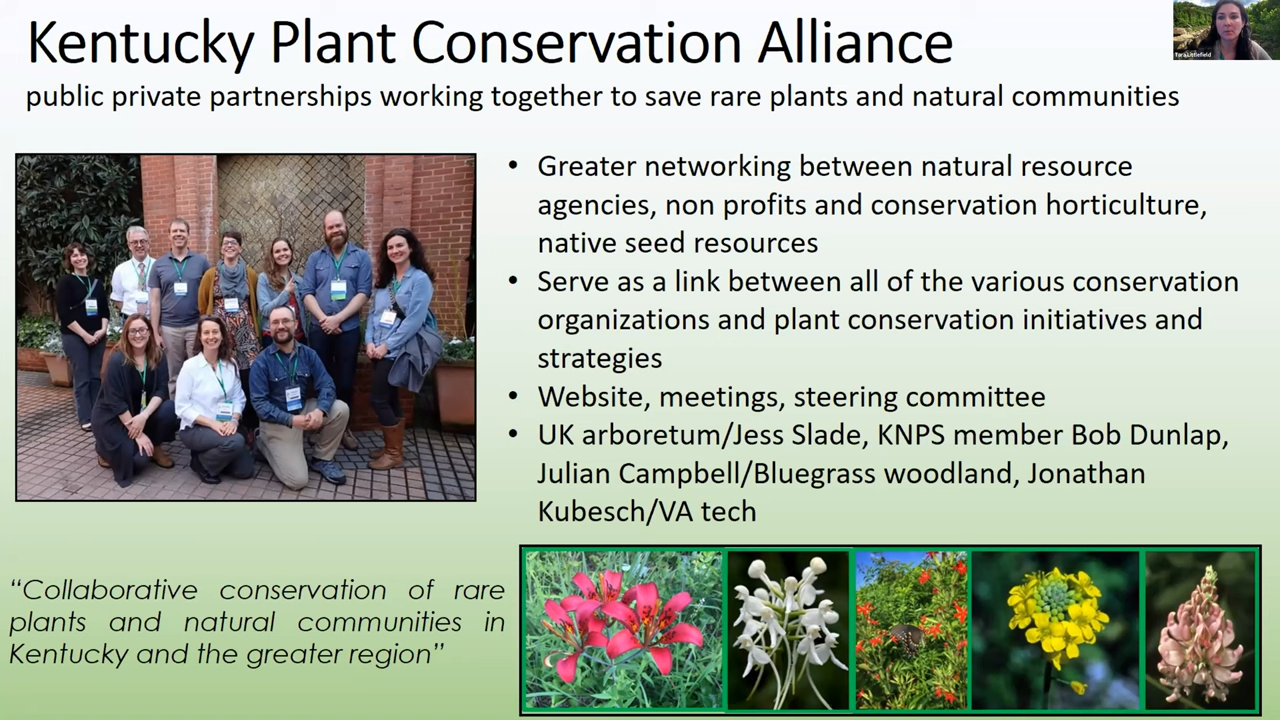 Kentucky Plant Conservation Alliance
public private partnerships working together to save rare plants and natural communities
Tara Littlefield
• Greater networking between natural resource
agencies, non profits and conservation horticulture,
native seed resources
• Serve as a link between all of the various conservation
organizations and plant conservation initiatives and
strategies
• Website, meetings, steering committee
• UK arboretum/Jess Slade, KNPS member Bob Dunlap,
Julian Campbell/Bluegrass woodland, Jonathan
Kubesch/VA tech
“Collaborative conservation of rare
plants and natural communities in
Kentucky and the greater region”